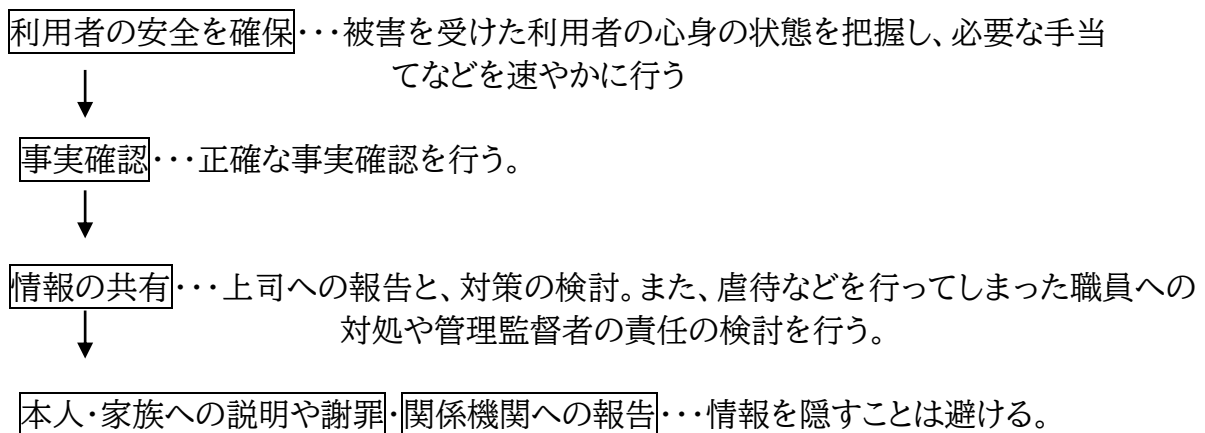 利用者の安全を確保・・・被害を受けた利用者の心身の状態を把握し、必要な手当
てなどを速やかに行う
事実確認・・・正確な事実確認を行う。
情報の共有・・・上司への報告と、対策の検討。また、虐待などを行ってしまった職員への
対処や管理監督者の責任の検討を行う。
本人・家族への説明や謝罪・関係機関への報告・・・情報を隠すことは避ける。